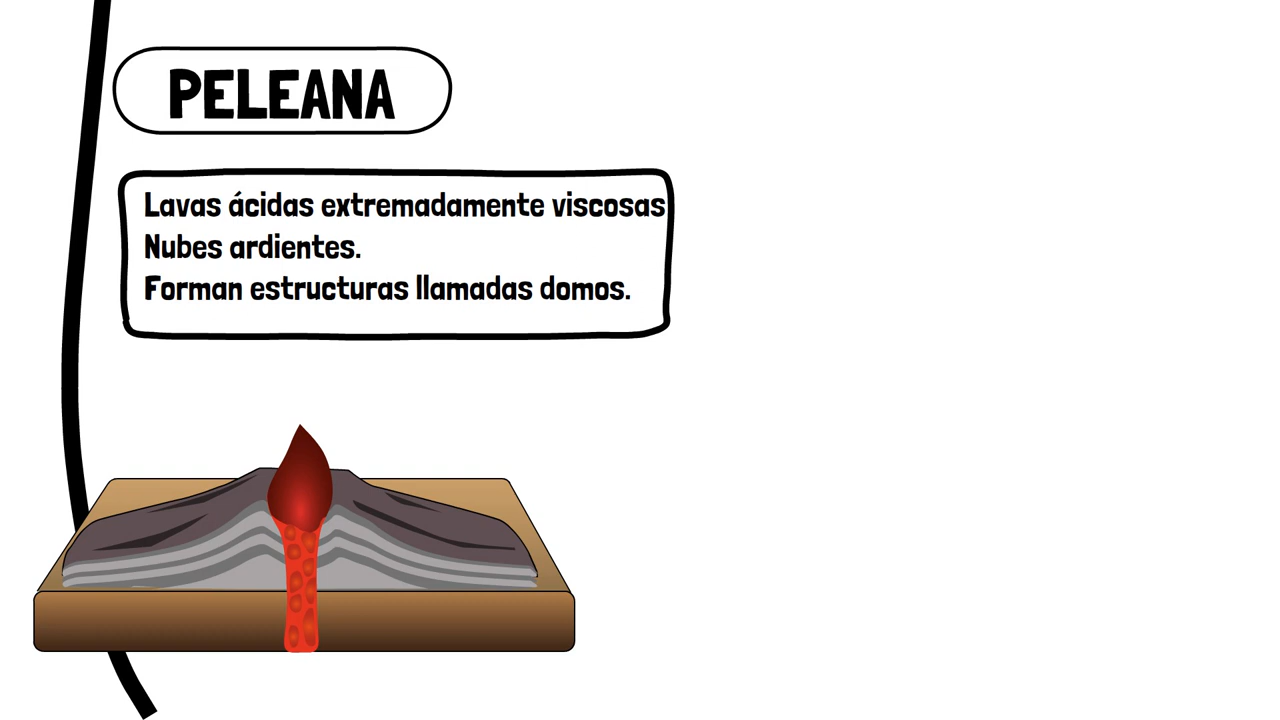 PELEANA
Lavas ácidas extremadamente viscosas
Nubes ardientes.
Forman estructuras llamadas domos.